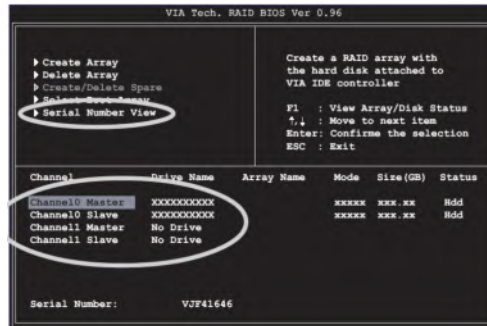 VIA Tech. RAID BIOS Ver 0.96
Create Array
Delete Array
Create/Delete Spare
Select Boot Array
Serial Number View
Create a RAID array with
the hard disk attached to
VIA IDE controller
F1 : View Array/Disk Status
↑,↓ : Move to next item
Enter: Confirme the selection
ESC : Exit
Channel Drive Name Array Name Mode Size(GB) Status
Channel0 Master XXXXXXXXXX XXXXX XXX.XX Hdd
Channel0 Slave XXXXXXXXXX XXXXX XXX.XX Hdd
Channel1 Master No Drive
Channel1 Slave No Drive
Serial Number: VJF41646